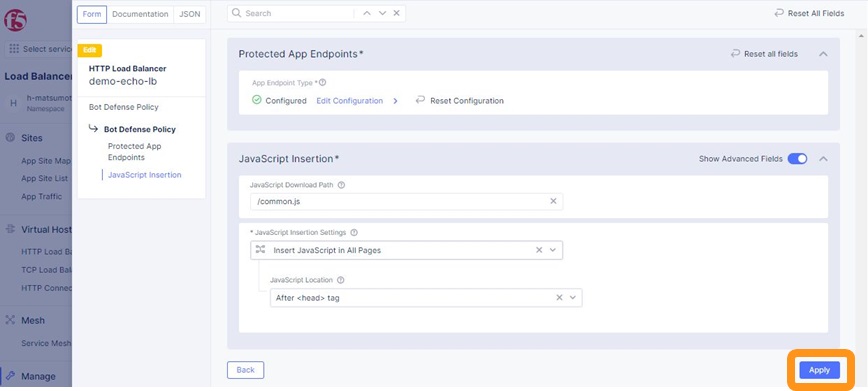 Form Documentation JSON
Search
Reset All Fields
f5
Select service
Load Balancer
H
h-matsumot
Namespace
Sites
App Site Map
App Site List
App Traffic
Virtual Host
HTTP Load Ba
TCP Load Bala
HTTP Connec
Mesh
Service Mesh
Manage
Edit
HTTP Load Balancer
demo-echo-lb
Bot Defense Policy
Bot Defense Policy
Protected App
Endpoints
JavaScript Insertion
Protected App Endpoints*
Reset all fields
App Endpoint Type *
Configured Edit Configuration Reset Configuration
JavaScript Insertion*
Show Advanced Fields
JavaScript Download Path
/common.js
* JavaScript Insertion Settings
Insert JavaScript in All Pages
JavaScript Location
After <head> tag
Back
Apply